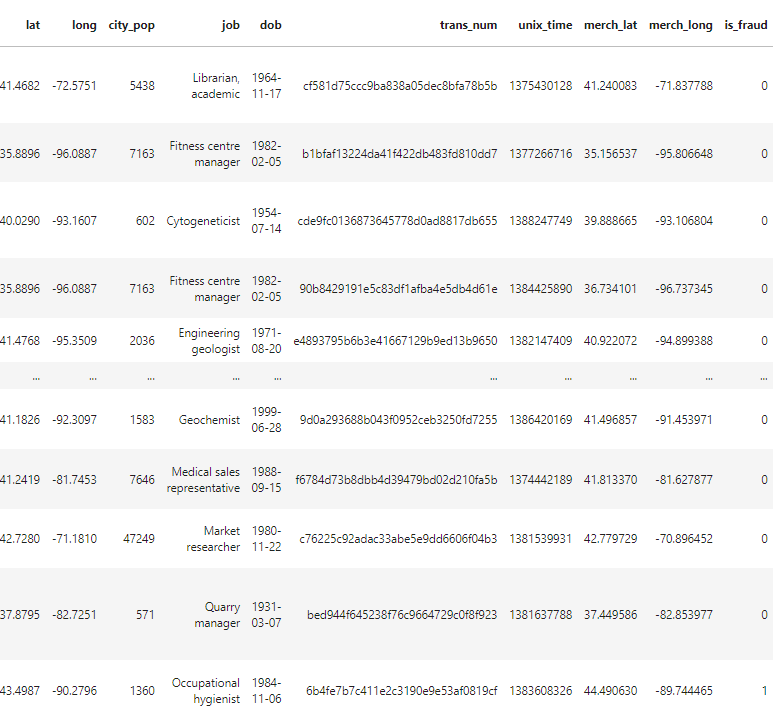 lat long city_pop job dob trans_num unix_time merch_lat merch_long is_fraud
41.4682 -72.5751 5438 Librarian, academic 1964-11-17 cf581d75ccc9ba838a05dec8bfa78b5b 1375430128 41.240083 -71.837788 0
35.8896 -96.0887 7163 Fitness centre manager 1982-02-05 b1bfaf13224da41f422db483fd810dd7 1377266716 35.156537 -95.806648 0
40.0290 -93.1607 602 Cytogeneticist 1954-07-14 cde9fc0136873645778d0ad8817db655 1388247749 39.888665 -93.106804 0
35.8896 -96.0887 7163 Fitness centre manager 1982-02-05 90b8429191e5c83df1afba4e5db4d61e 1384425890 36.734101 -96.737345 0
41.4768 -95.3509 2036 Engineering geologist 1971-08-20 e4893795b6b3e41667129b9ed13b9650 1382147409 40.922072 -94.899388 0
... ... ... ... ... ... ... ... ... ...
41.1826 -92.3097 1583 Geochemist 1999-06-28 9d0a293688b043f0952ceb3250fd7255 1386420169 41.496857 -91.453971 0
41.2419 -81.7453 7646 Medical sales representative 1988-09-15 f6784d73b8dbb4d39479bd02d210fa5b 1374442189 41.813370 -81.627877 0
42.7280 -71.1810 47249 Market researcher 1980-11-22 c76225c92adac33abe5e9dd6606f04b3 1381539931 42.779729 -70.896452 0
37.8795 -82.7251 571 Quarry manager 1931-03-07 bed944f645238f76c9664729c0f8f923 1381637788 37.449586 -82.853977 0
43.4987 -90.2796 1360 Occupational hygienist 1984-11-06 6b4fe7b7c411e2c3190e9e53af0819cf 1383608326 44.490630 -89.744465 1